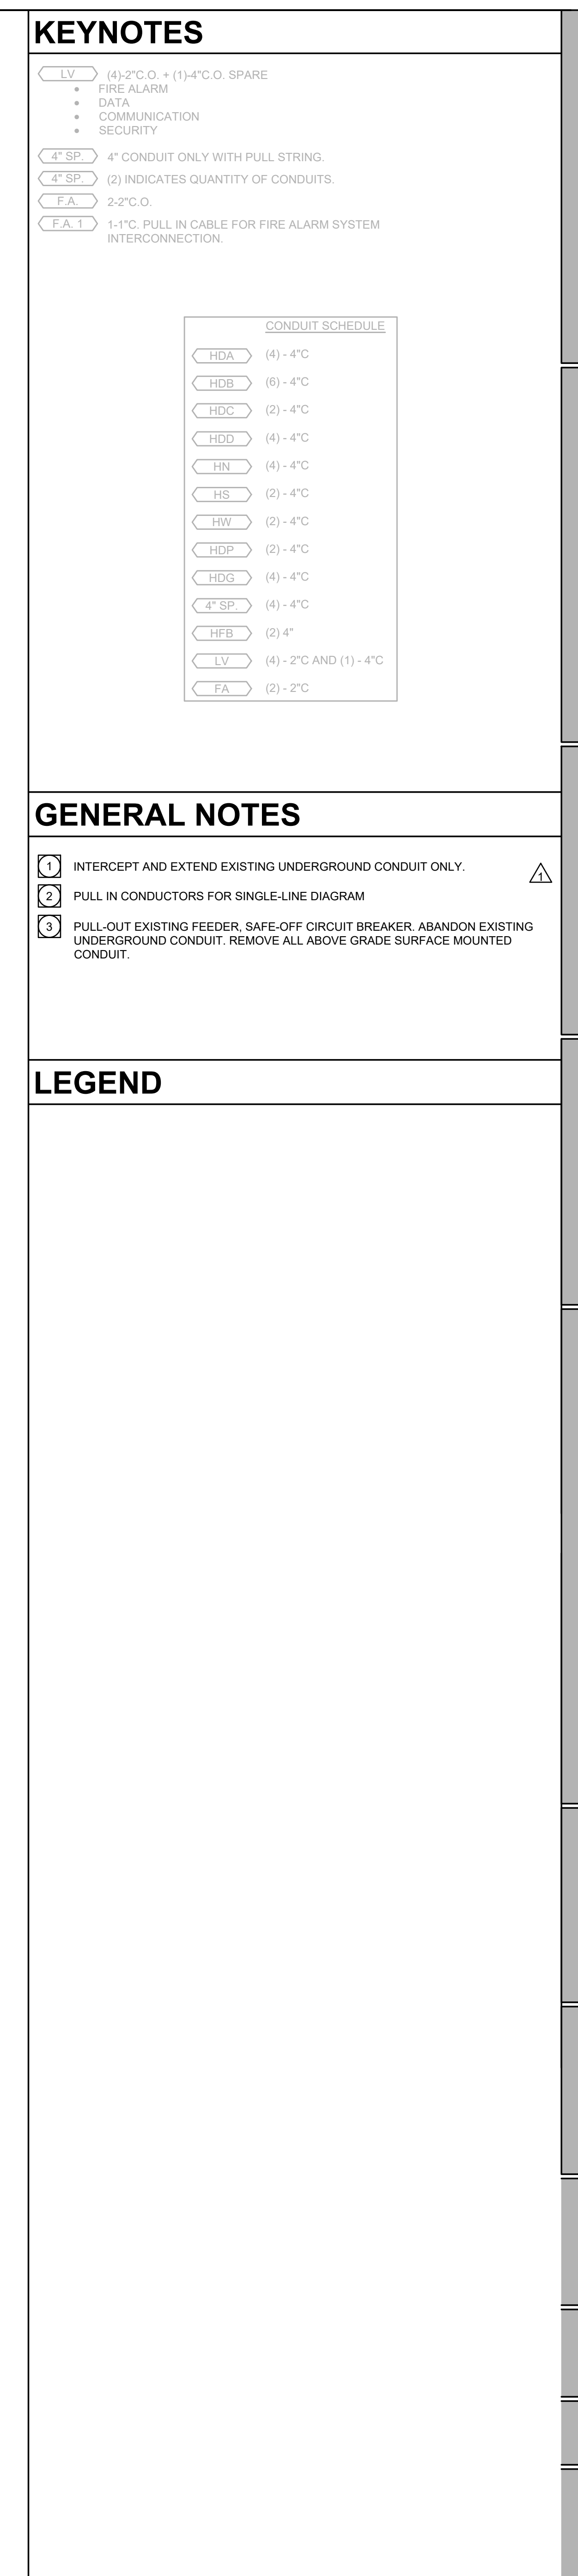 KEYNOTES
LV (4)-2"C.O. + (1)-4"C.O. SPARE
• FIRE ALARM
• DATA
• COMMUNICATION
• SECURITY
4" SP. 4" CONDUIT ONLY WITH PULL STRING.
4" SP. (2) INDICATES QUANTITY OF CONDUITS.
F.A. 2-2"C.O.
F.A. 1 1-1"C. PULL IN CABLE FOR FIRE ALARM SYSTEM
INTERCONNECTION.
CONDUIT SCHEDULE
HDA (4) - 4"C
HDB (6) - 4"C
HDC (2) - 4"C
HDD (4) - 4"C
HN (4) - 4"C
HS (2) - 4"C
HW (2) - 4"C
HDP (2) - 4"C
HDG (4) - 4"C
4" SP. (4) - 4"C
HFB (2) 4"
LV (4) - 2"C AND (1) - 4"C
FA (2) - 2"C
GENERAL NOTES
1 INTERCEPT AND EXTEND EXISTING UNDERGROUND CONDUIT ONLY. 1
2 PULL IN CONDUCTORS FOR SINGLE-LINE DIAGRAM
3 PULL-OUT EXISTING FEEDER, SAFE-OFF CIRCUIT BREAKER. ABANDON EXISTING
UNDERGROUND CONDUIT. REMOVE ALL ABOVE GRADE SURFACE MOUNTED
CONDUIT.
LEGEND